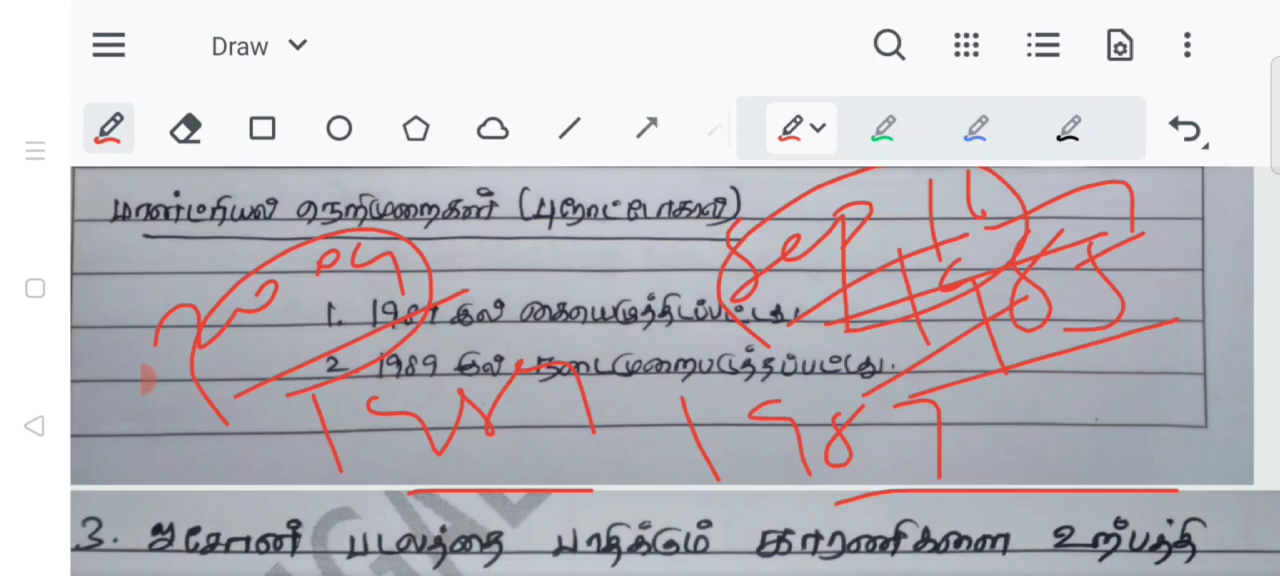 Draw
மாண்ட்ரியல் நெறிமுறைகள் (புரோட்டோகால்)
Sep 16
1. 1987 இல் கையெழுத்திடப்பட்டது.
2 1989 இல் நடைமுறைபடுத்தப்பட்டது.
1987 1987
3. ஓசோன் படலத்தை பாதிக்கும் காரணிகளை உற்பத்தி